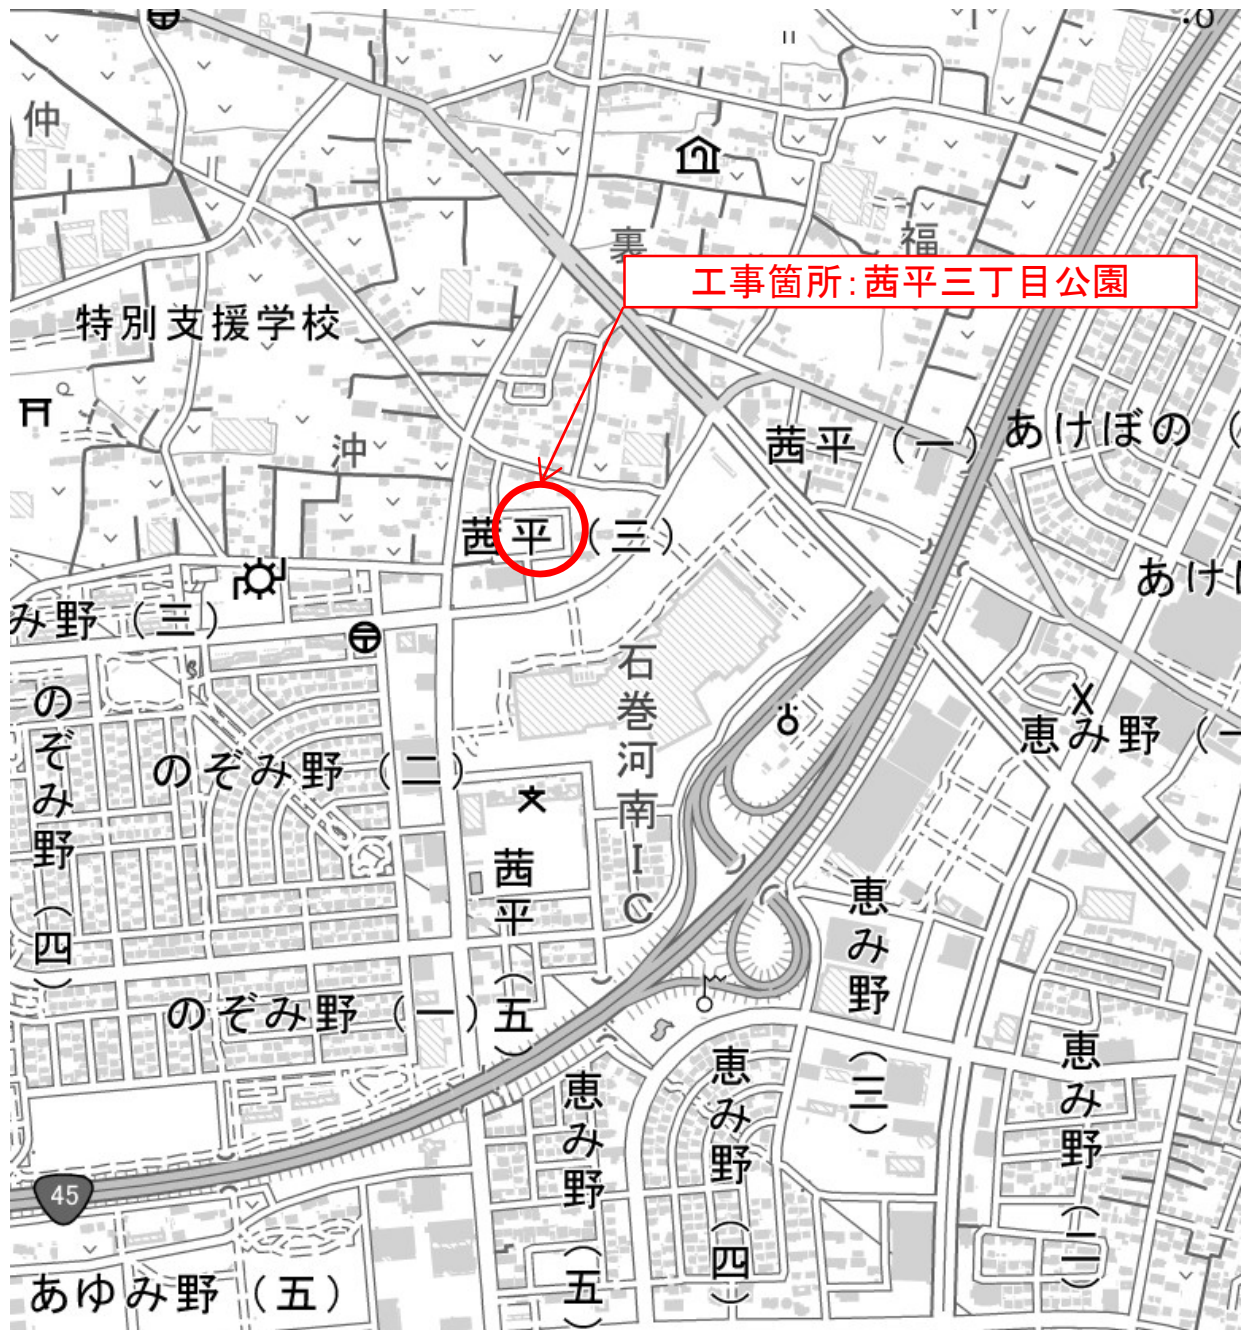 仲
裏
福
工事箇所：茜平三丁目公園
特別支援学校
茜平（一）
あけぼの（
沖
茜平（三）
あけ
み野（三）
石巻河南IC
のぞみ野（四）
恵み野（一
のぞみ野（二）
茜平（五）
恵み野（三）
のぞみ野（一）
恵み野（二）
恵み野（四）
恵み野（五）
45
あゆみ野（五）